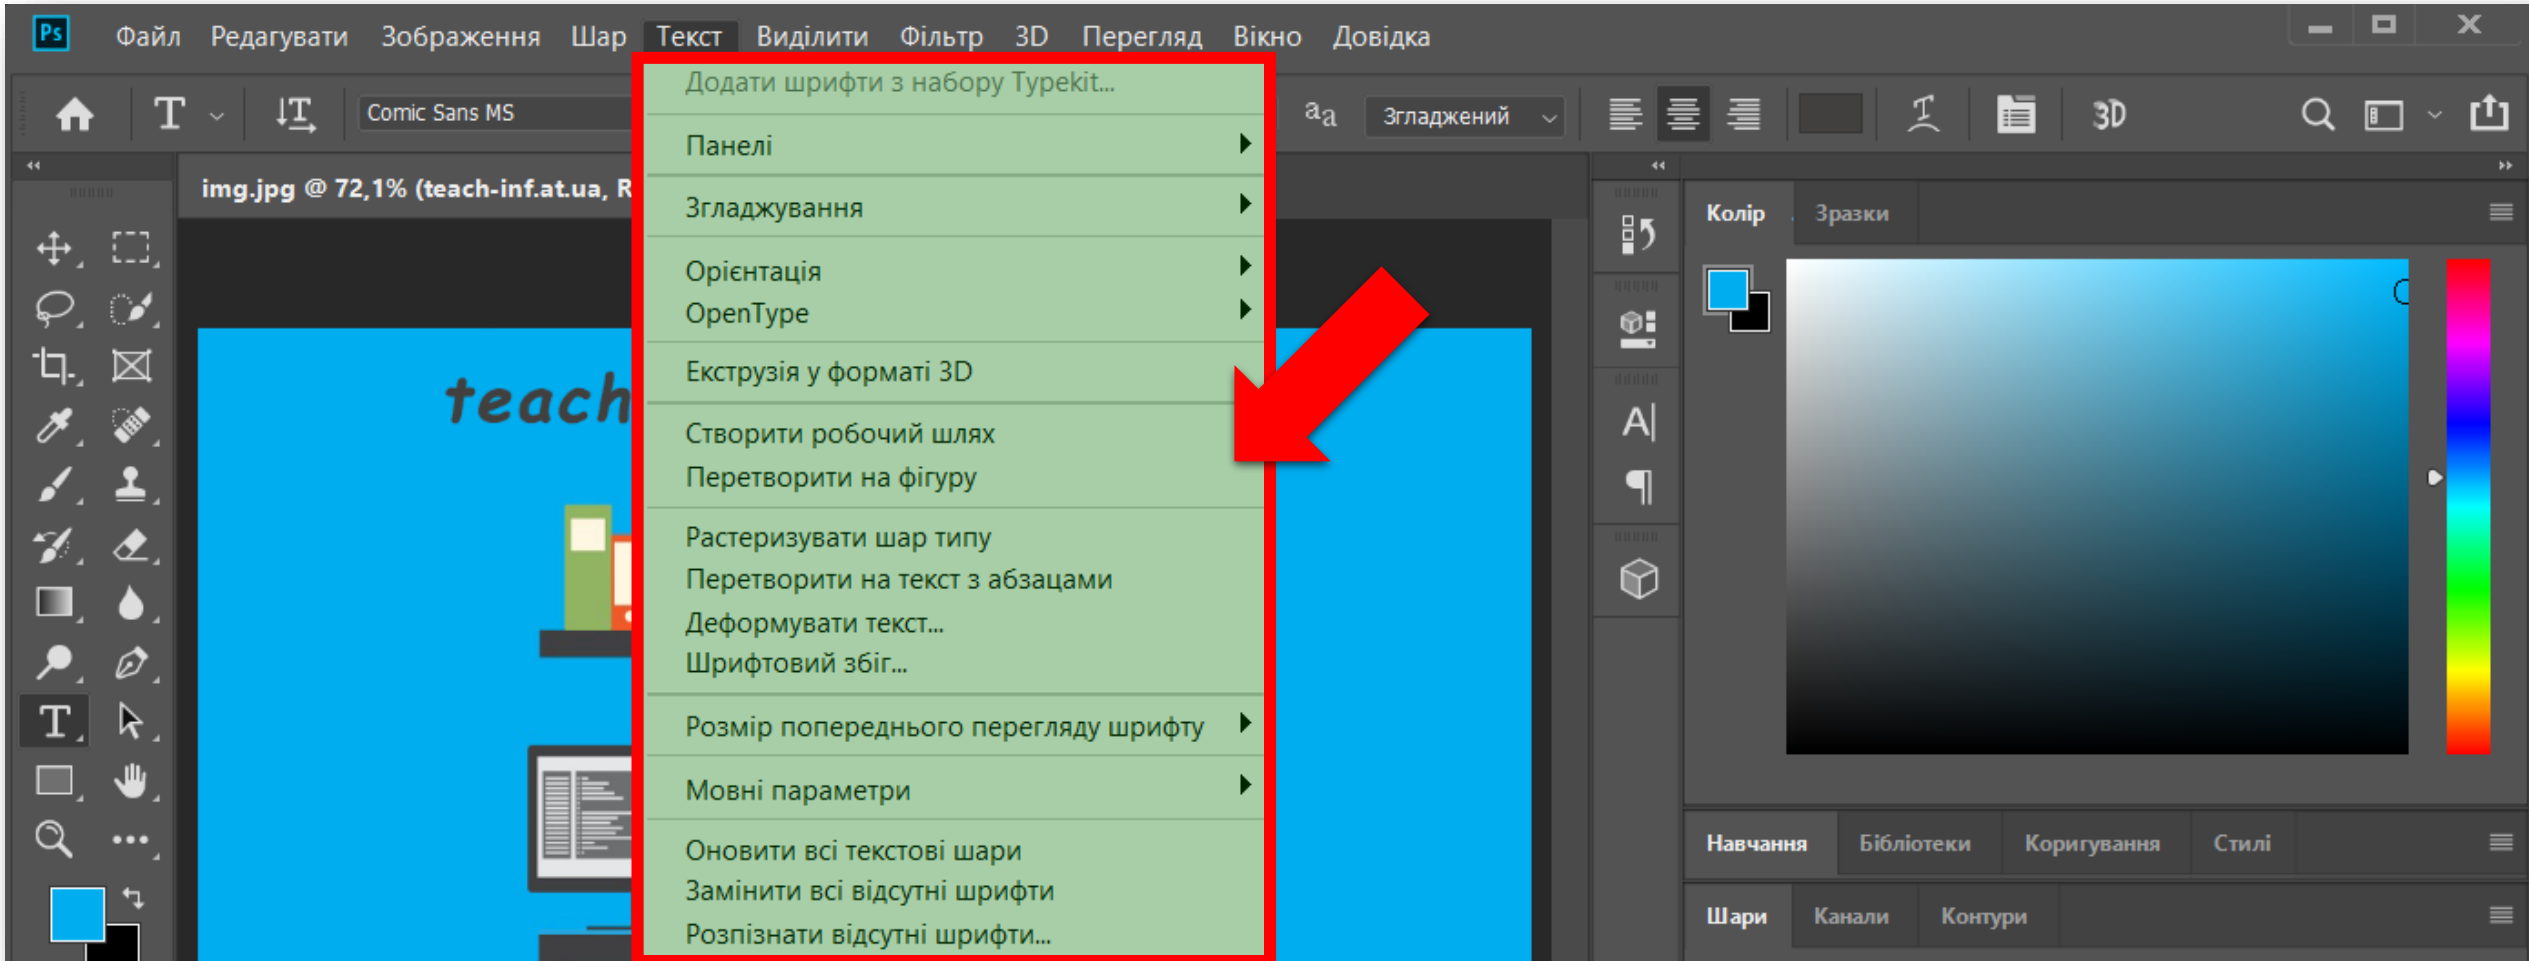 Ps Файл Редагувати Зображення Шар Текст Виділити Фільтр 3D Перегляд Вікно Довідка
T Comic Sans MS aa Згладжений 3D
img.jpg @ 72,1% (teach-inf.at.ua, R
Додати шрифти з набору Typekit...
Панелі
Згладжування
Орієнтація
OpenType
Екструзія у форматі 3D
Створити робочий шлях
Перетворити на фігуру
Растеризувати шар типу
Перетворити на текст з абзацами
Деформувати текст...
Шрифтовий збіг...
Розмір попереднього перегляду шрифту
Мовні параметри
Оновити всі текстові шари
Замінити всі відсутні шрифти
Розпізнати відсутні шрифти...
teach
Колір Зразки
Навчання Бібліотеки Коригування Стилі
Шари Канали Контури